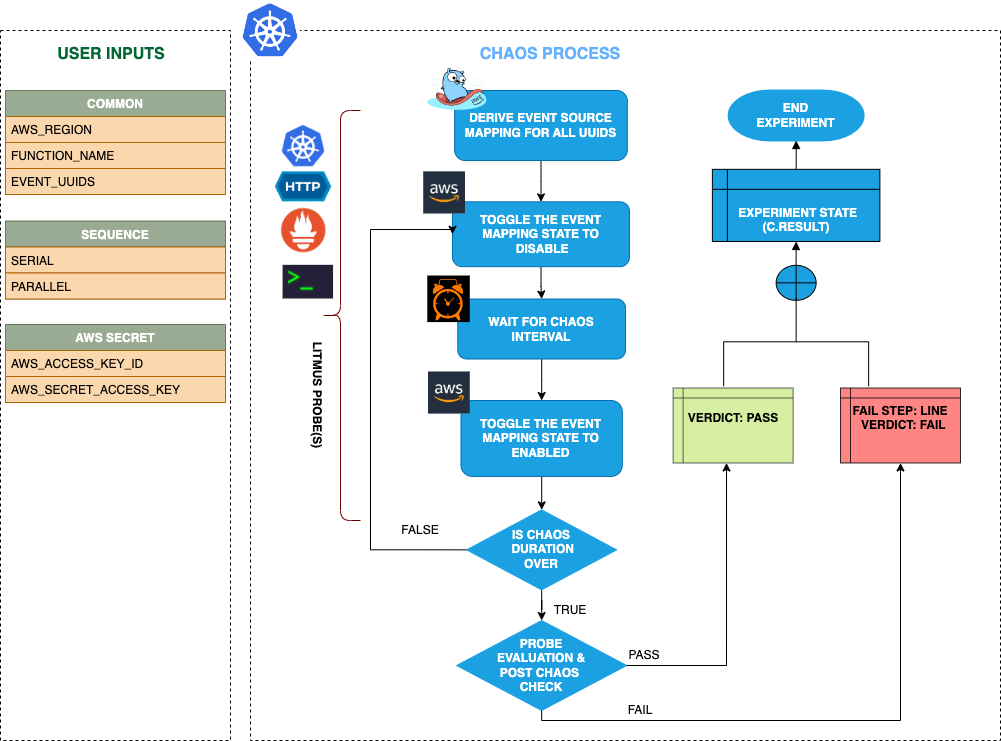 USER INPUTS
COMMON
AWS_REGION
FUNCTION_NAME
EVENT_UUIDS
SEQUENCE
SERIAL
PARALLEL
AWS SECRET
AWS_ACCESS_KEY_ID
AWS_SECRET_ACCESS_KEY
CHAOS PROCESS
HTTP
>_
LITMUS PROBE(S)
DERIVE EVENT SOURCE
MAPPING FOR ALL UUIDS
aws
TOGGLE THE EVENT
MAPPING STATE TO
DISABLE
WAIT FOR CHAOS
INTERVAL
aws
TOGGLE THE EVENT
MAPPING STATE TO
ENABLED
IS CHAOS
DURATION
OVER
FALSE
TRUE
PROBE
EVALUATION &
POST CHAOS
CHECK
PASS
FAIL
VERDICT: PASS
FAIL STEP: LINE
VERDICT: FAIL
EXPERIMENT STATE
(C.RESULT)
END
EXPERIMENT